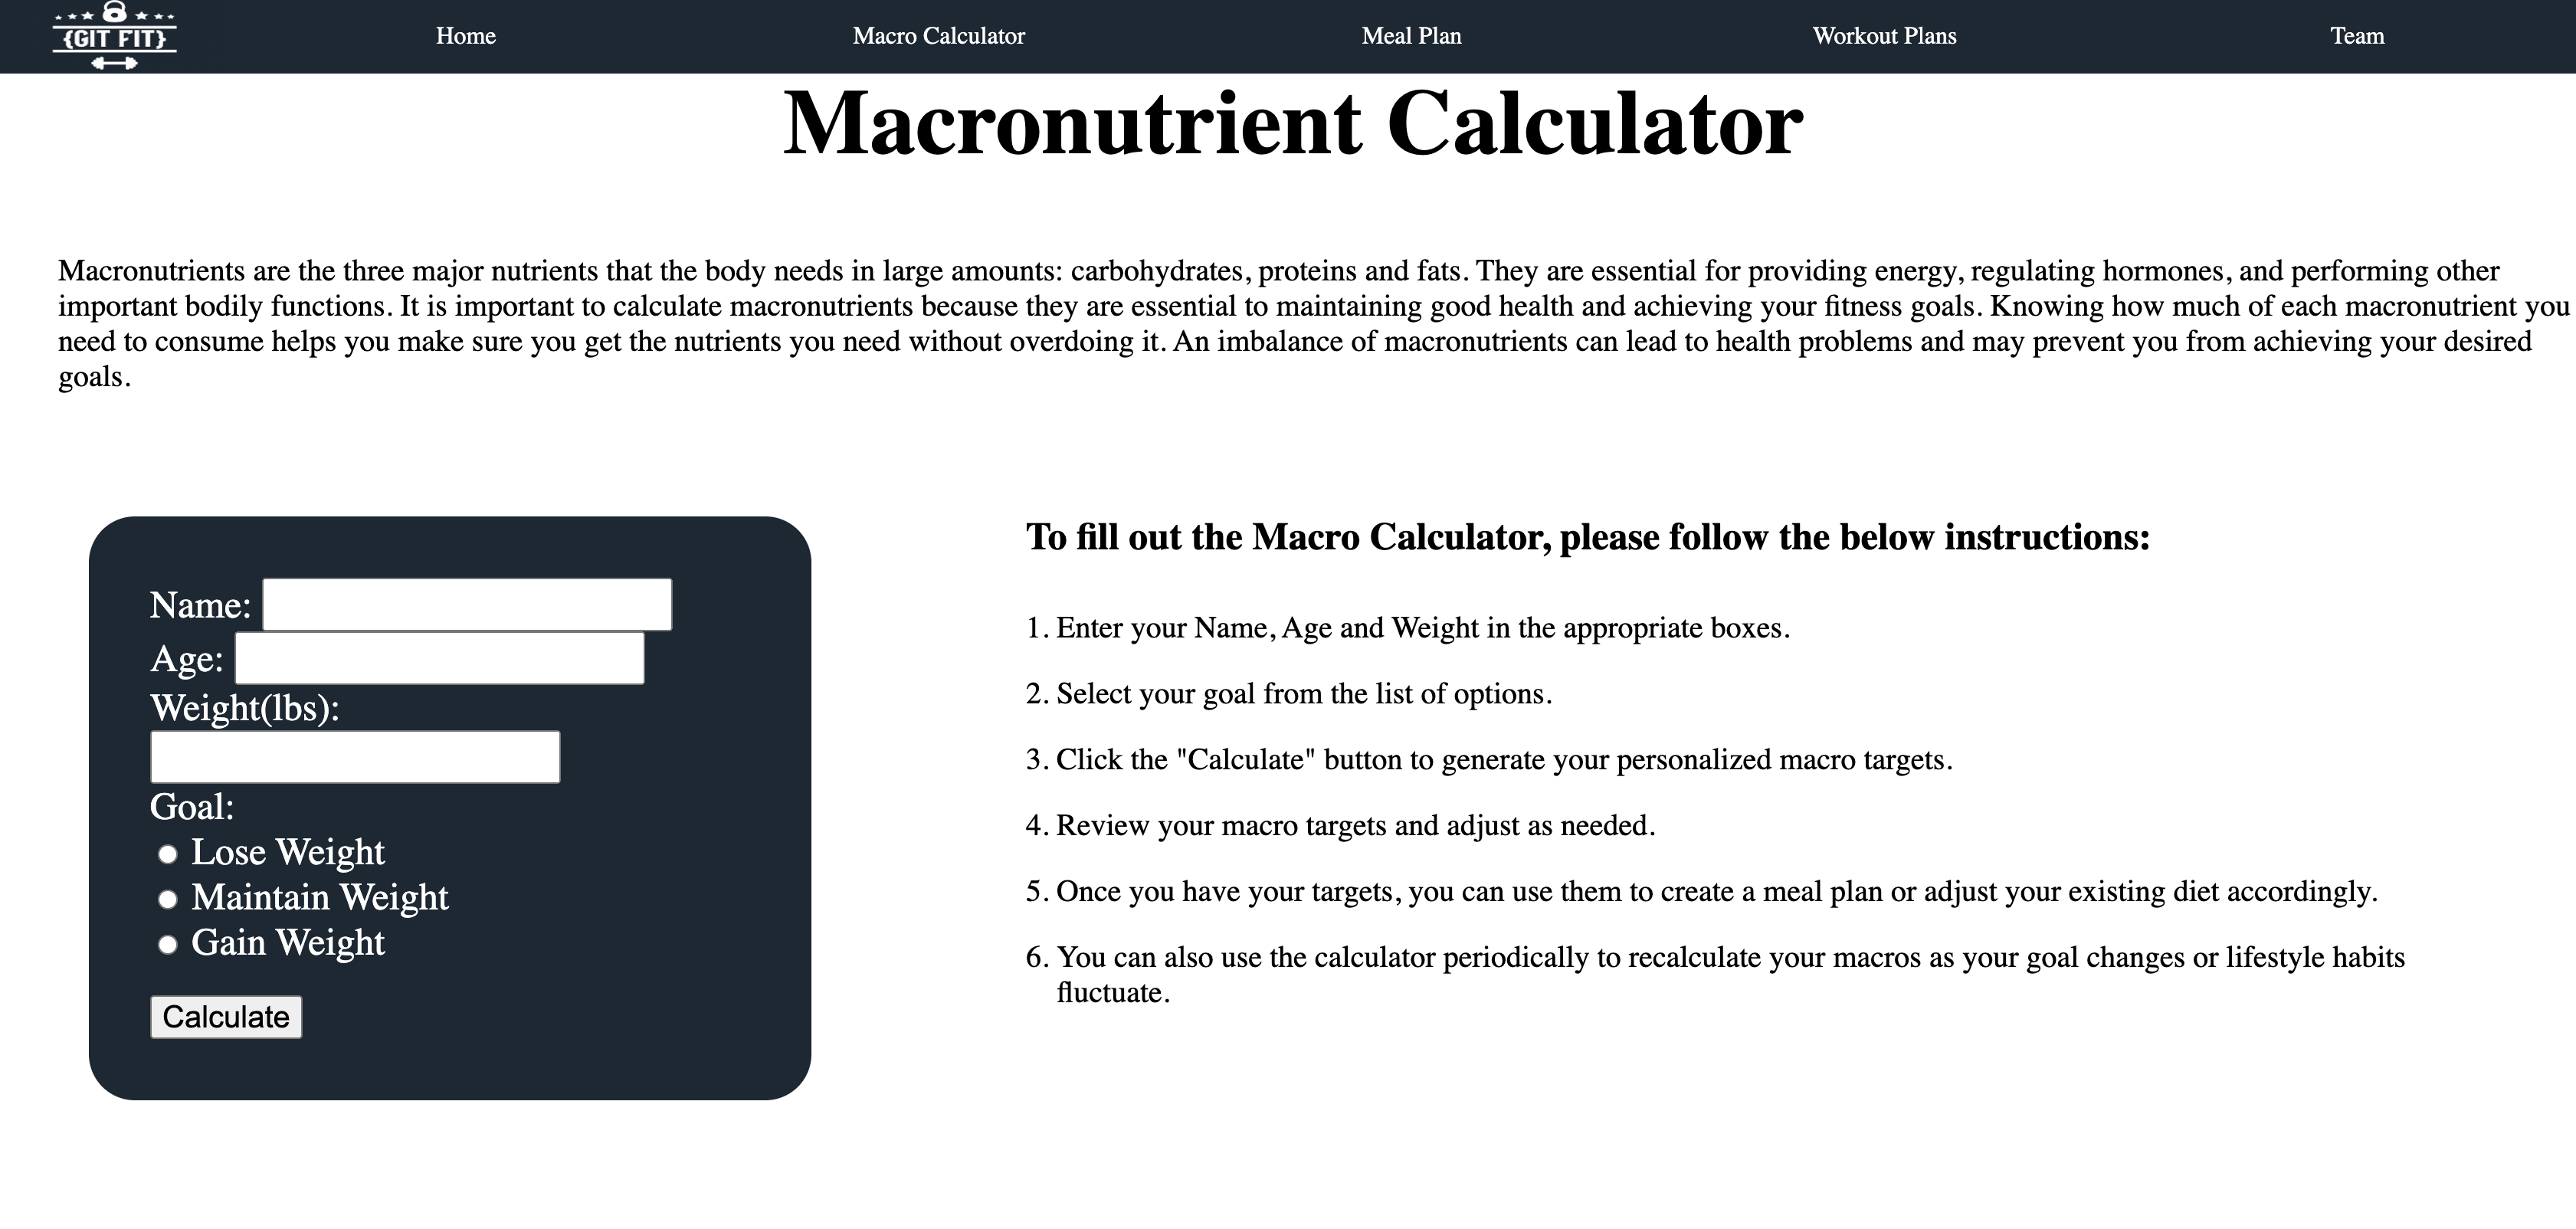 {GIT FIT}
Home
Macro Calculator
Meal Plan
Workout Plans
Team
Macronutrient Calculator
Macronutrients are the three major nutrients that the body needs in large amounts: carbohydrates, proteins and fats. They are essential for providing energy, regulating hormones, and performing other
important bodily functions. It is important to calculate macronutrients because they are essential to maintaining good health and achieving your fitness goals. Knowing how much of each macronutrient you
need to consume helps you make sure you get the nutrients you need without overdoing it. An imbalance of macronutrients can lead to health problems and may prevent you from achieving your desired
goals.
Name:
Age:
Weight(lbs):
Goal:
Lose Weight
Maintain Weight
Gain Weight
Calculate
To fill out the Macro Calculator, please follow the below instructions:
1. Enter your Name, Age and Weight in the appropriate boxes.
2. Select your goal from the list of options.
3. Click the "Calculate" button to generate your personalized macro targets.
4. Review your macro targets and adjust as needed.
5. Once you have your targets, you can use them to create a meal plan or adjust your existing diet accordingly.
6. You can also use the calculator periodically to recalculate your macros as your goal changes or lifestyle habits
fluctuate.